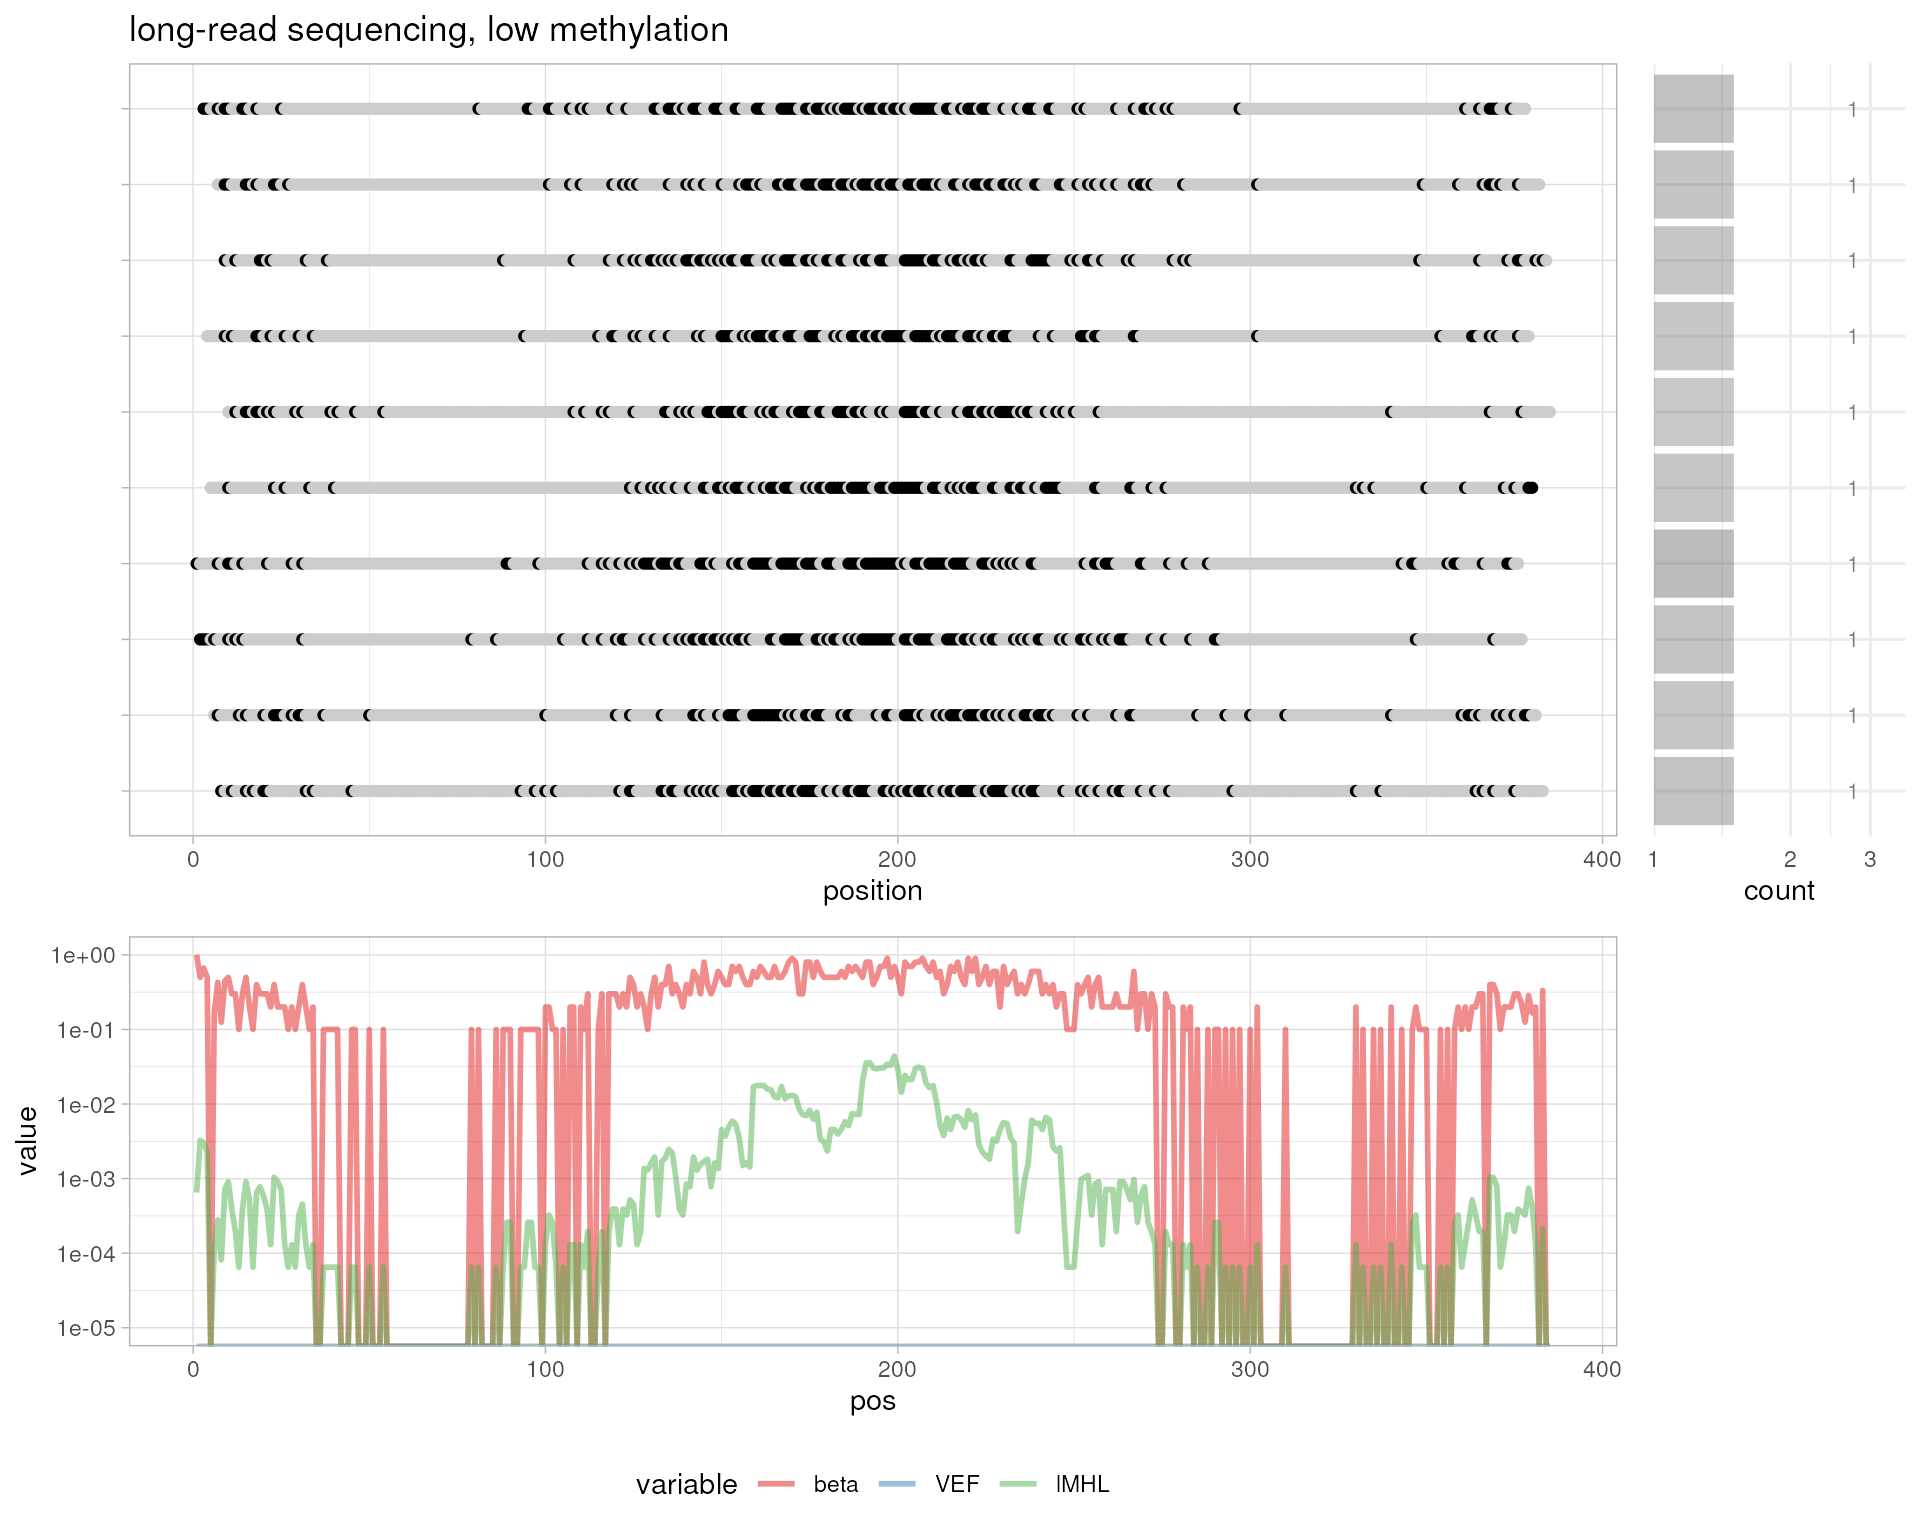 long-read sequencing, low methylation
1
1
1
1
1
1
1
1
1
1
0 100 200 300 400 1 2 3
position count
1e+00
1e-01
1e-02
1e-03
1e-04
1e-05
value
0 100 200 300 400
pos
variable beta VEF lMHL